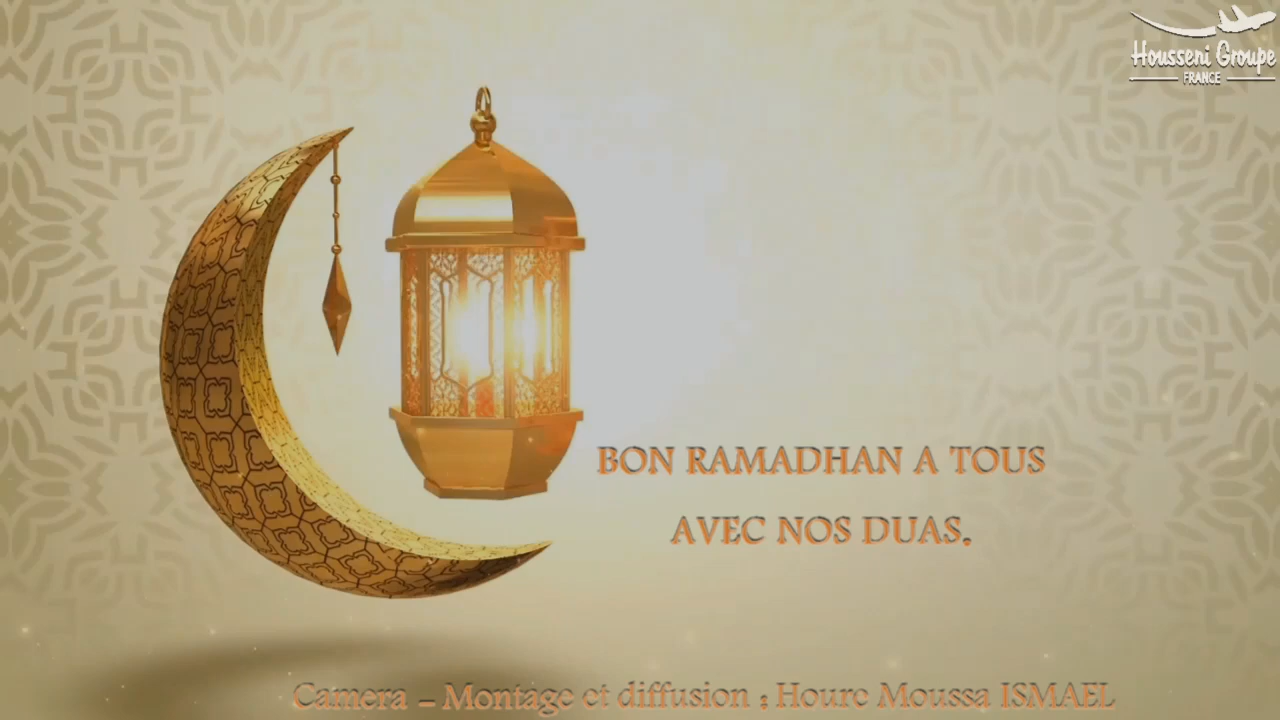 Housseni Groupe
FRANCE
BON RAMADHAN A TOUS
AVEC NOS DUAS.
Camera - Montage et diffusion : Houre Moussa ISMAEL